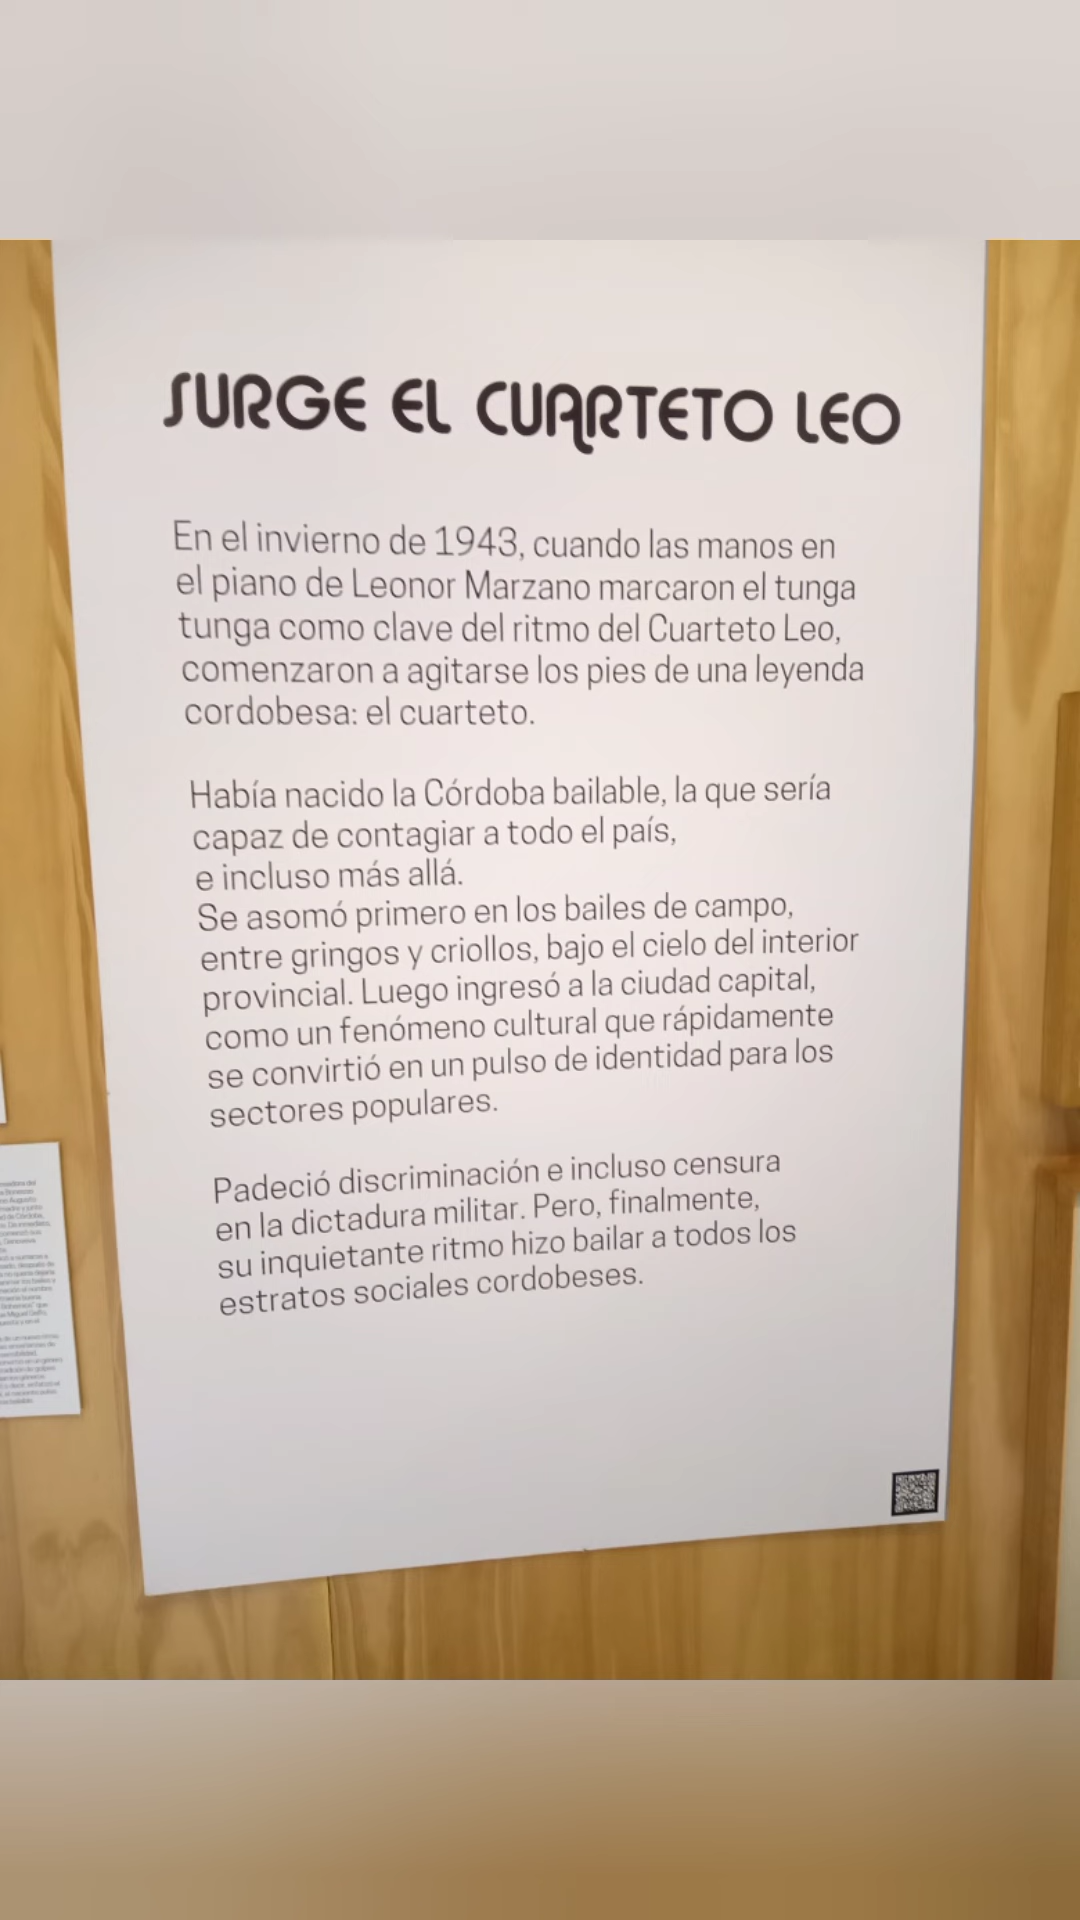 SURGE EL CUARTETO LEO
En el invierno de 1943, cuando las manos en
el piano de Leonor Marzano marcaron el tunga
tunga como clave del ritmo del Cuarteto Leo,
comenzaron a agitarse los pies de una leyenda
cordobesa: el cuarteto.
Había nacido la Córdoba bailable, la que sería
capaz de contagiar a todo el país,
e incluso más allá.
Se asomó primero en los bailes de campo,
entre gringos y criollos, bajo el cielo del interior
provincial. Luego ingresó a la ciudad capital,
como un fenómeno cultural que rápidamente
se convirtió en un pulso de identidad para los
sectores populares.
Padeció discriminación e incluso censura
en la dictadura militar. Pero, finalmente,
su inquietante ritmo hizo bailar a todos los
estratos sociales cordobeses.